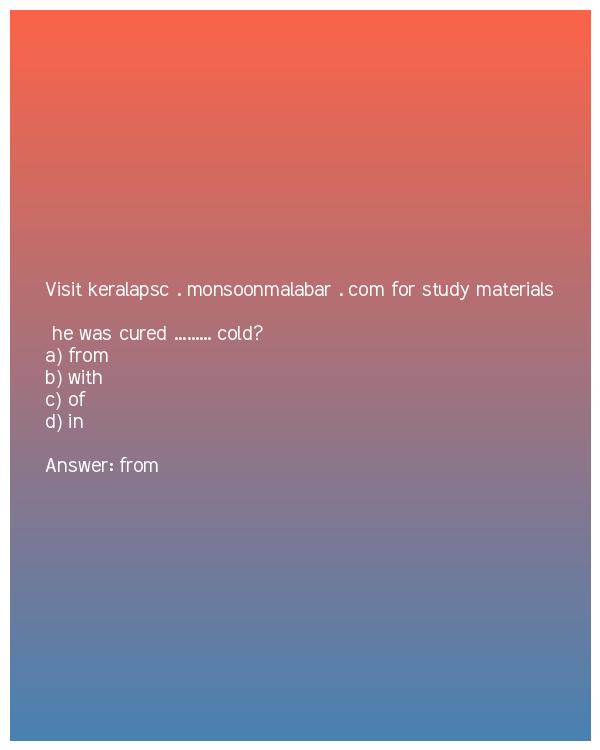 Visit keralapsc . monsoonmalabar . com for study materials
he was cured ......... cold?
a) from
b) with
c) of
d) in
Answer: from